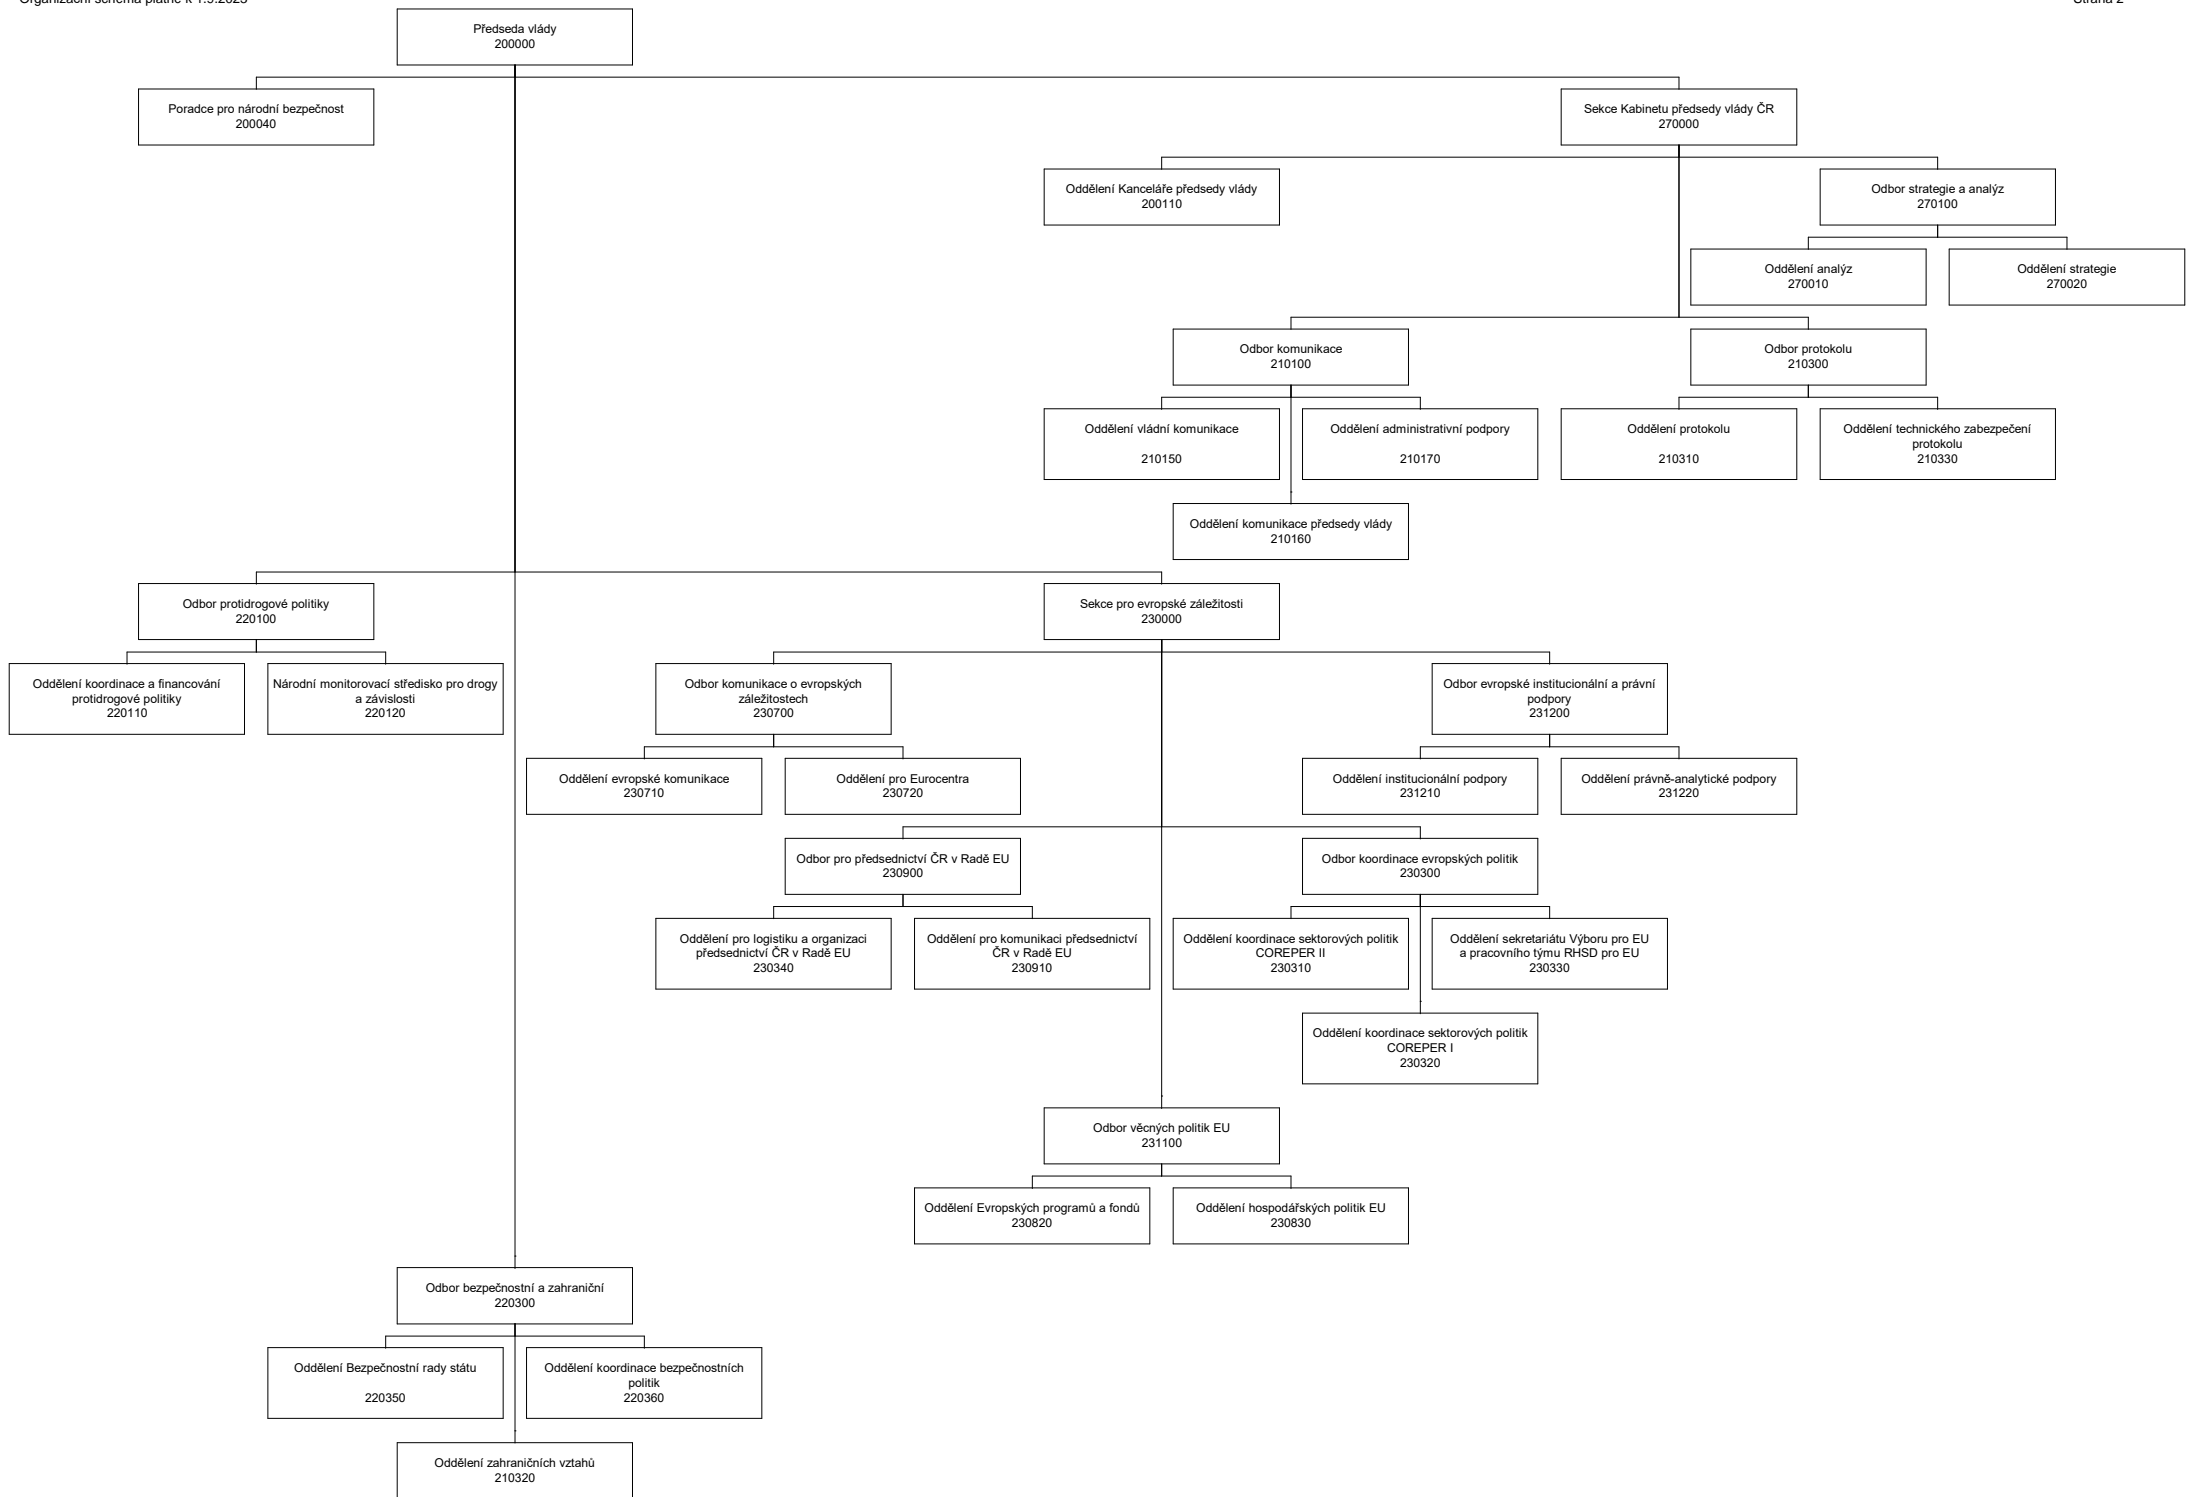 Organizační schéma platné k 1.5.2023
Strana 2
Předseda vlády
200000
Poradce pro národní bezpečnost
200040
Sekce Kabinetu předsedy vlády ČR
270000
Oddělení Kanceláře předsedy vlády
200110
Odbor strategie a analýz
270100
Oddělení analýz
270010
Oddělení strategie
270020
Odbor komunikace
210100
Odbor protokolu
210300
Oddělení vládní komunikace
210150
Oddělení administrativní podpory
210170
Oddělení protokolu
210310
Oddělení technického zabezpečení
protokolu
210330
Oddělení komunikace předsedy vlády
210160
Odbor protidrogové politiky
220100
Sekce pro evropské záležitosti
230000
Oddělení koordinace a financování
protidrogové politiky
220110
Národní monitorovací středisko pro drogy
a závislosti
220120
Odbor komunikace o evropských
záležitostech
230700
Odbor evropské institucionální a právní
podpory
231200
Oddělení evropské komunikace
230710
Oddělení pro Eurocentra
230720
Oddělení institucionální podpory
231210
Oddělení právně-analytické podpory
231220
Odbor pro předsednictví ČR v Radě EU
230900
Odbor koordinace evropských politik
230300
Oddělení pro logistiku a organizaci
předsednictví ČR v Radě EU
230340
Oddělení pro komunikaci předsednictví
ČR v Radě EU
230910
Oddělení koordinace sektorových politik
COREPER II
230310
Oddělení sekretariátu Výboru pro EU
a pracovního týmu RHSD pro EU
230330
Oddělení koordinace sektorových politik
COREPER I
230320
Odbor věcných politik EU
231100
Oddělení Evropských programů a fondů
230820
Oddělení hospodářských politik EU
230830
Odbor bezpečnostní a zahraniční
220300
Oddělení Bezpečnostní rady státu
220350
Oddělení koordinace bezpečnostních
politik
220360
Oddělení zahraničních vztahů
210320